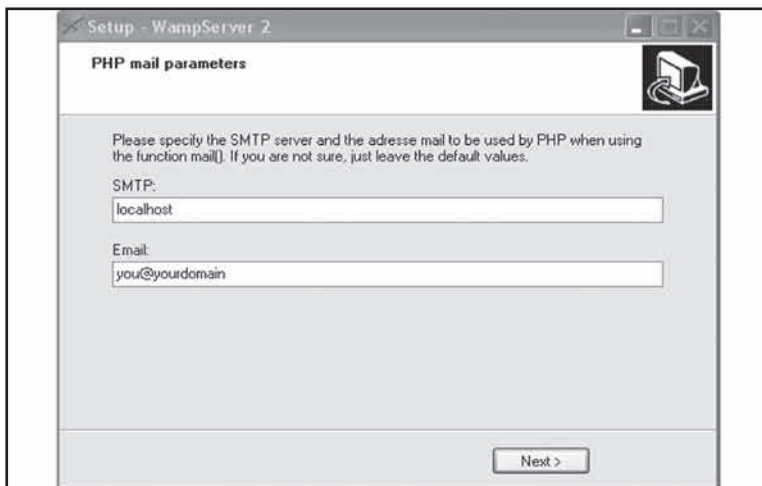 Setup - WampServer 2
PHP mail parameters
Please specify the SMTP server and the adresse mail to be used by PHP when using
the function mail(). If you are not sure, just leave the default values.
SMTP:
localhost
Email:
you@yourdomain
Next >